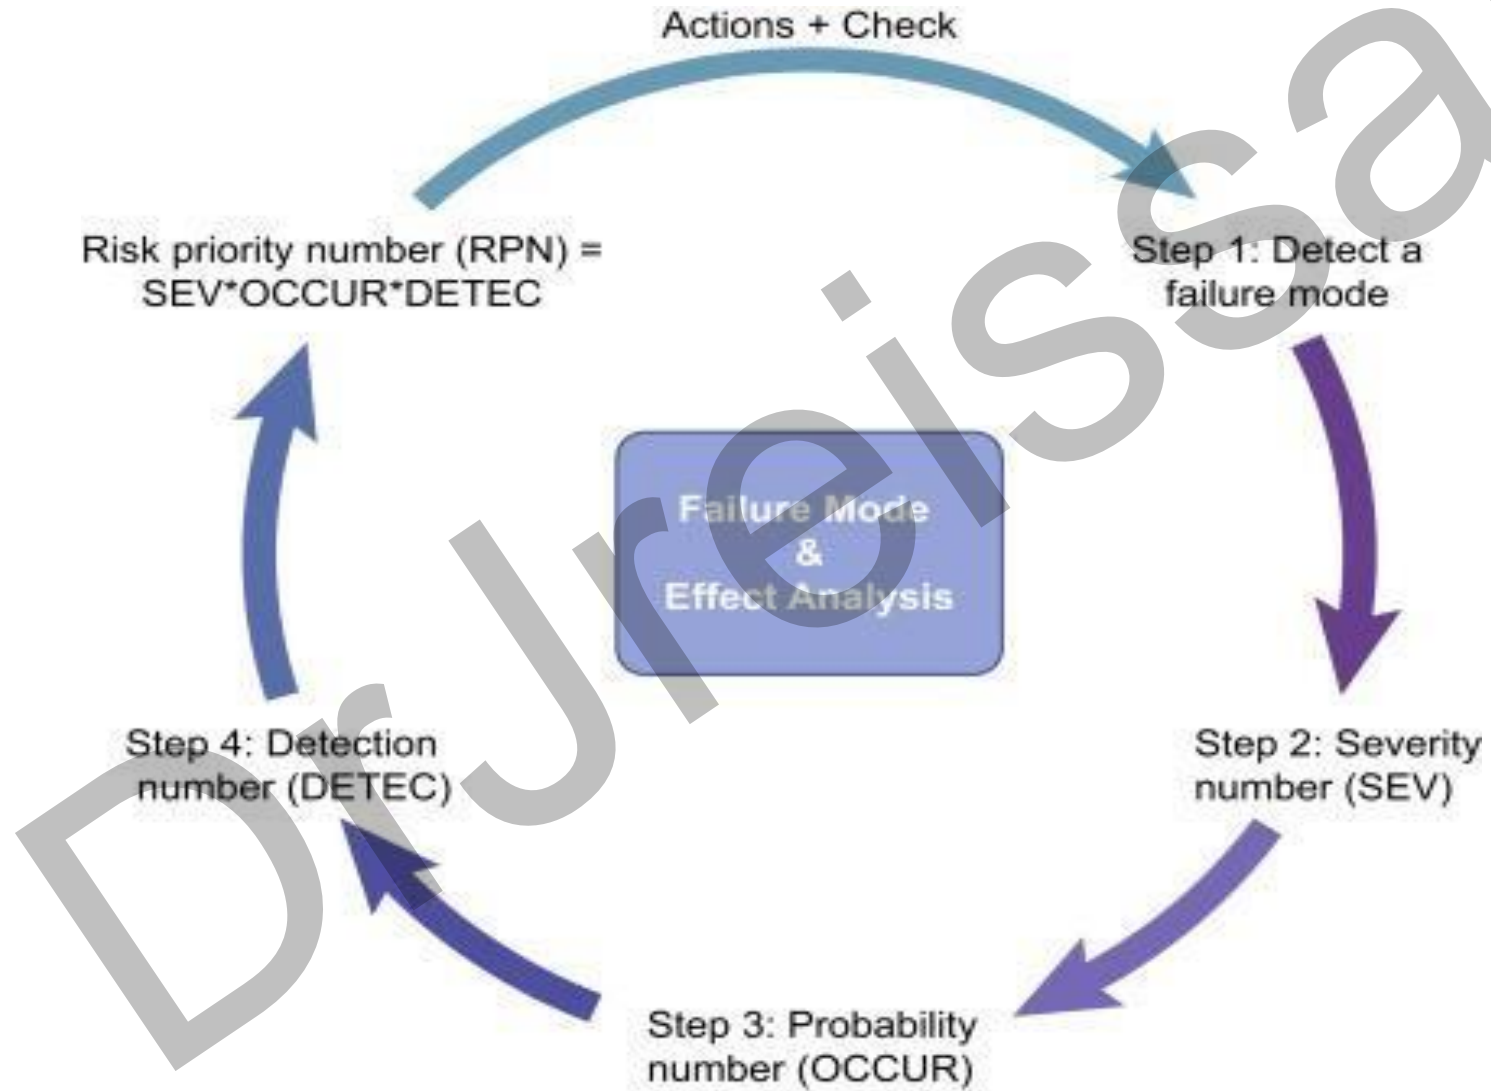 Actions + Check
Risk priority number (RPN) =
SEV*OCCUR*DETEC
Step 1: Detect a
failure mode
Failure Mode
&
Effect Analysis
Step 4: Detection
number (DETEC)
Step 2: Severity
number (SEV)
Step 3: Probability
number (OCCUR)
DrJreissa